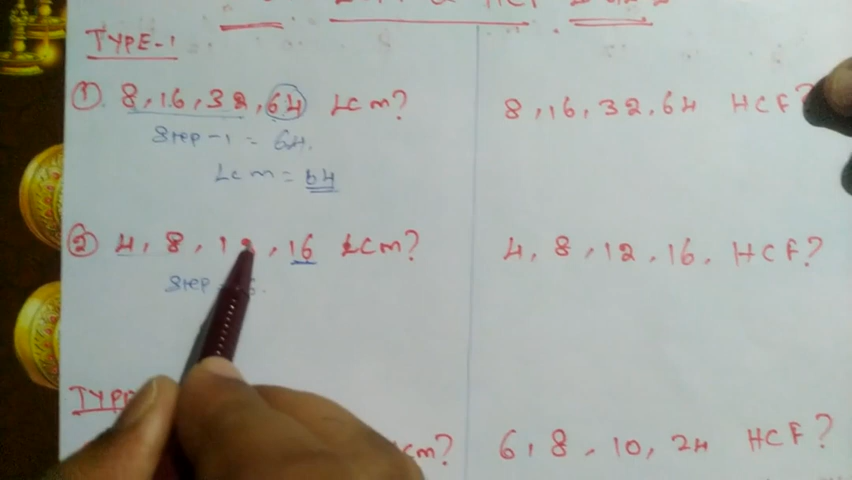 TYPE-1
① 8, 16, 32, 64 LCM?
Step-1 = 64.
LCM = 64
② 4, 8, 12, 16 LCM?
Step
8, 16, 32, 64 HCF?
4, 8, 12, 16. HCF?
6, 8, 10, 24 HCF?